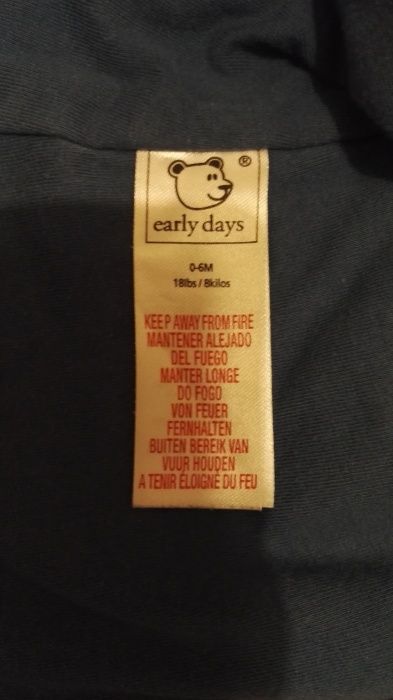 ®
early days
0-6M
18lbs / 8kilos
KEEP AWAY FROM FIRE
MANTENER ALEJADO
DEL FUEGO
MANTER LONGE
DO FOGO
VON FEUER
FERNHALTEN
BUITEN BEREIK VAN
VUUR HOUDEN
A TENIR ÉLOIGNÉ DU FEU